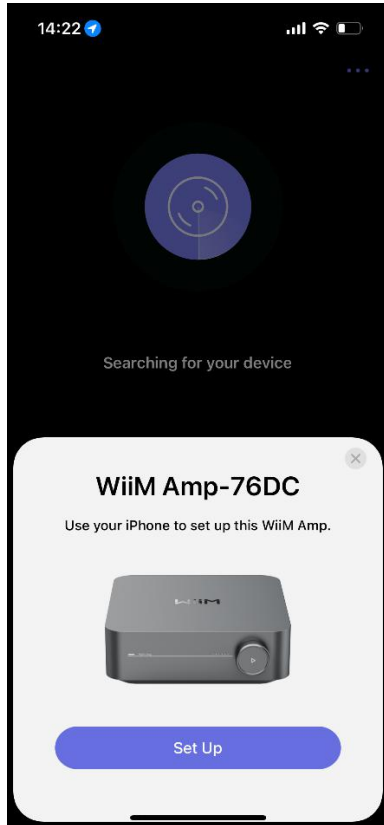 14:22
Searching for your device
WiiM Amp-76DC
Use your iPhone to set up this WiiM Amp.
WiiM
Set Up